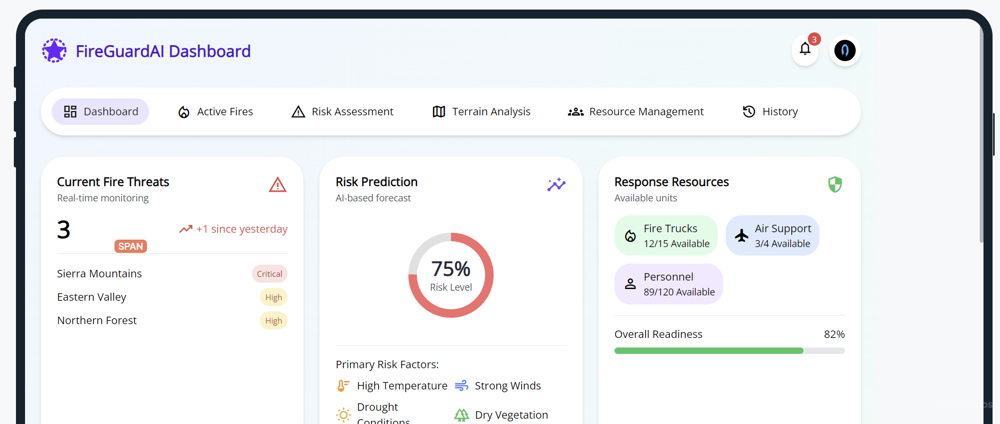 FireGuardAI Dashboard
3
Dashboard
Active Fires
Risk Assessment
Terrain Analysis
Resource Management
History
Current Fire Threats
Real-time monitoring
3
+1 since yesterday
SPAN
Sierra Mountains
Critical
Eastern Valley
High
Northern Forest
High
Risk Prediction
AI-based forecast
75%
Risk Level
Primary Risk Factors:
High Temperature
Strong Winds
Drought
Conditions
Dry Vegetation
Response Resources
Available units
Fire Trucks
12/15 Available
Air Support
3/4 Available
Personnel
89/120 Available
Overall Readiness
82%